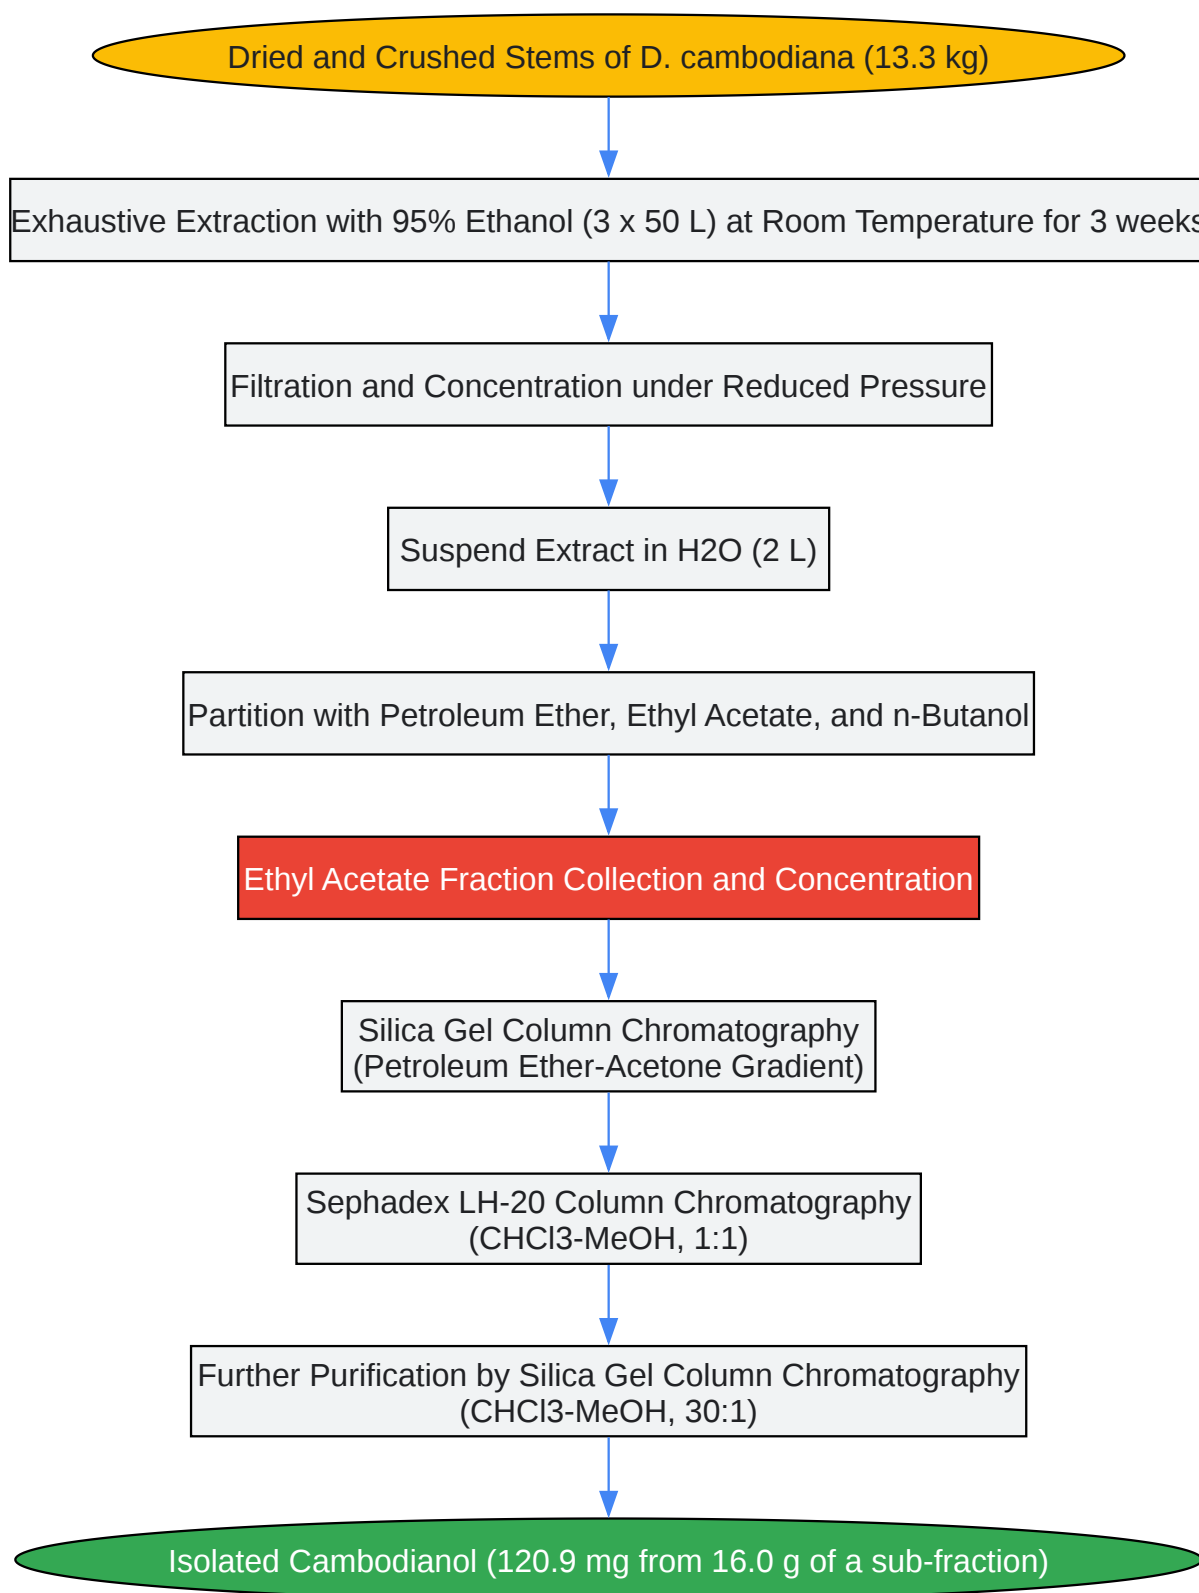 Dried and Crushed Stems of D. cambodiana (13.3 kg)
Exhaustive Extraction with 95% Ethanol (3 x 50 L) at Room Temperature for 3 weeks
Filtration and Concentration under Reduced Pressure
Suspend Extract in H2O (2 L)
Partition with Petroleum Ether, Ethyl Acetate, and n-Butanol
Ethyl Acetate Fraction Collection and Concentration
Silica Gel Column Chromatography
(Petroleum Ether-Acetone Gradient)
Sephadex LH-20 Column Chromatography
(CHCl3-MeOH, 1:1)
Further Purification by Silica Gel Column Chromatography
(CHCl3-MeOH, 30:1)
Isolated Cambodianol (120.9 mg from 16.0 g of a sub-fraction)